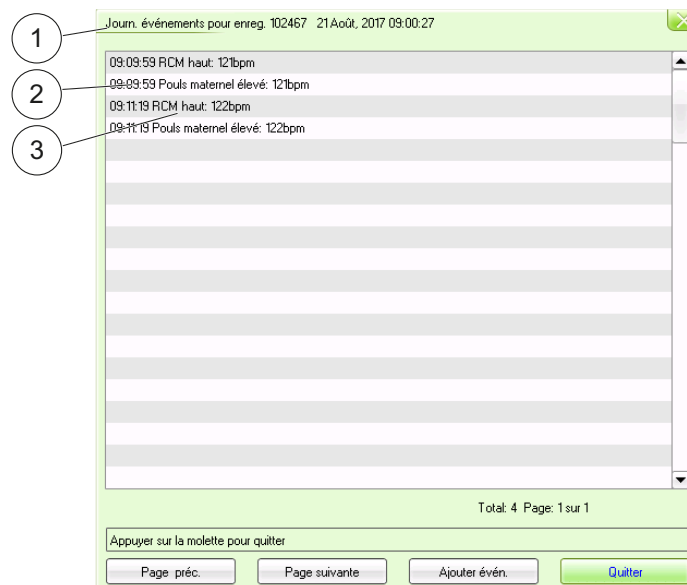 1
Journ. événements pour enreg. 102467 21 Août, 2017 09:00:27
09:09:59 RCM haut: 121bpm
2
09:09:59 Pouls maternel élevé: 121bpm
09:11:19 RCM haut: 122bpm
3
09:11:19 Pouls maternel élevé: 122bpm
Total: 4 Page: 1 sur 1
Appuyer sur la molette pour quitter
Page préc. Page suivante Ajouter évén. Quitter